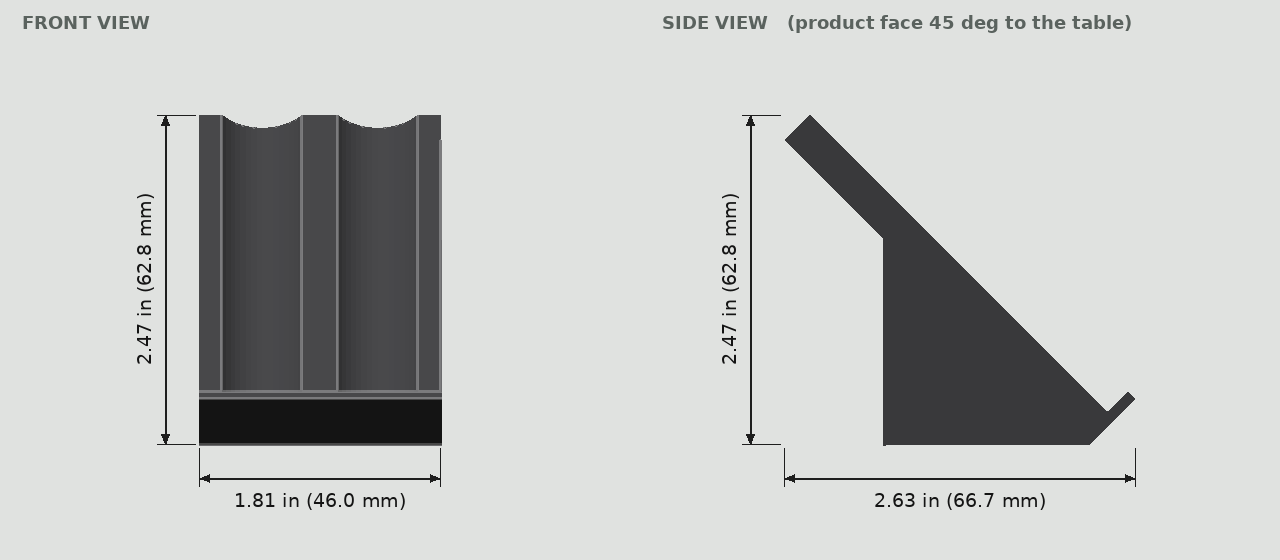 FRONT VIEW
SIDE VIEW (product face 45 deg to the table)
2.47 in (62.8 mm)
2.47 in (62.8 mm)
1.81 in (46.0 mm)
2.63 in (66.7 mm)